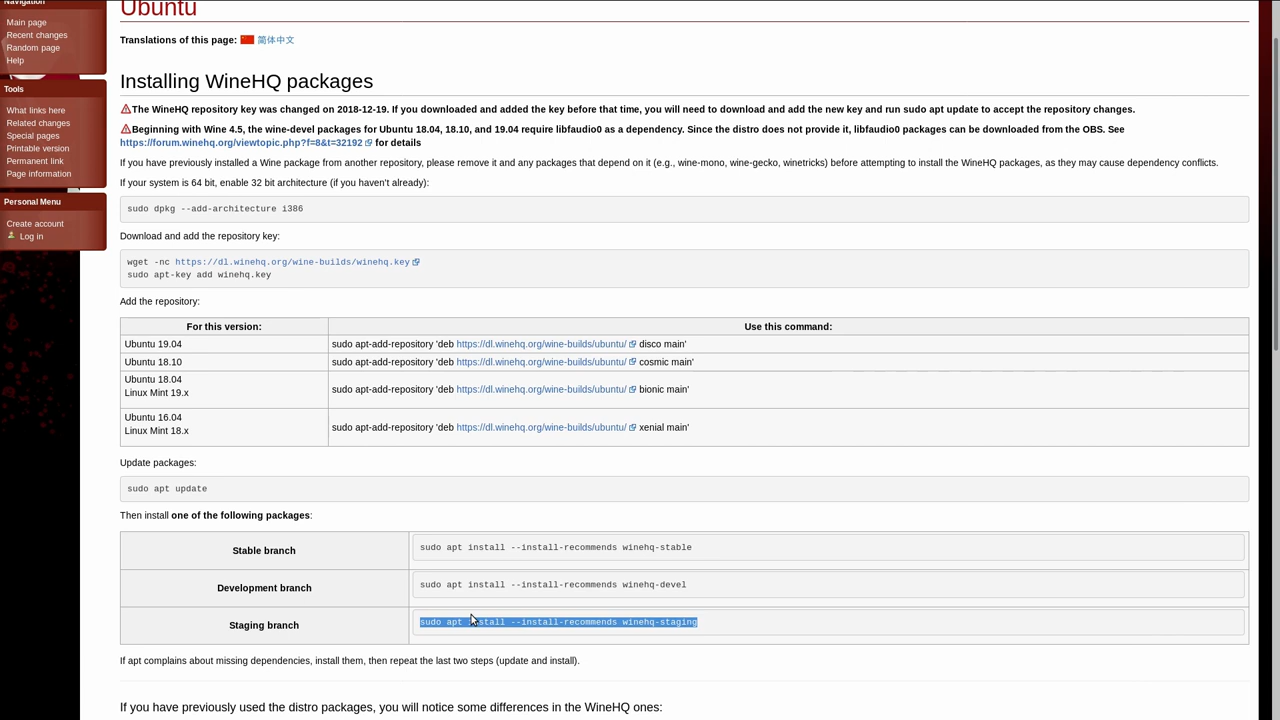 Navigation
Main page
Recent changes
Random page
Help
Tools
What links here
Related changes
Special pages
Printable version
Permanent link
Page information
Personal Menu
Create account
Log in
Ubuntu
Translations of this page: 简体中文
Installing WineHQ packages
The WineHQ repository key was changed on 2018-12-19. If you downloaded and added the key before that time, you will need to download and add the new key and run sudo apt update to accept the repository changes.
Beginning with Wine 4.5, the wine-devel packages for Ubuntu 18.04, 18.10, and 19.04 require libfaudio0 as a dependency. Since the distro does not provide it, libfaudio0 packages can be downloaded from the OBS. See
https://forum.winehq.org/viewtopic.php?f=8&t=32192 for details
If you have previously installed a Wine package from another repository, please remove it and any packages that depend on it (e.g., wine-mono, wine-gecko, winetricks) before attempting to install the WineHQ packages, as they may cause dependency conflicts.
If your system is 64 bit, enable 32 bit architecture (if you haven't already):
sudo dpkg --add-architecture i386
Download and add the repository key:
wget -nc https://dl.winehq.org/wine-builds/winehq.key
sudo apt-key add winehq.key
Add the repository:
For this version: Use this command:
Ubuntu 19.04 sudo apt-add-repository 'deb https://dl.winehq.org/wine-builds/ubuntu/ disco main'
Ubuntu 18.10 sudo apt-add-repository 'deb https://dl.winehq.org/wine-builds/ubuntu/ cosmic main'
Ubuntu 18.04
Linux Mint 19.x
sudo apt-add-repository 'deb https://dl.winehq.org/wine-builds/ubuntu/ bionic main'
Ubuntu 16.04
Linux Mint 18.x
sudo apt-add-repository 'deb https://dl.winehq.org/wine-builds/ubuntu/ xenial main'
Update packages:
sudo apt update
Then install one of the following packages:
Stable branch sudo apt install --install-recommends winehq-stable
Development branch sudo apt install --install-recommends winehq-devel
Staging branch sudo apt install --install-recommends winehq-staging
If apt complains about missing dependencies, install them, then repeat the last two steps (update and install).
If you have previously used the distro packages, you will notice some differences in the WineHQ ones: